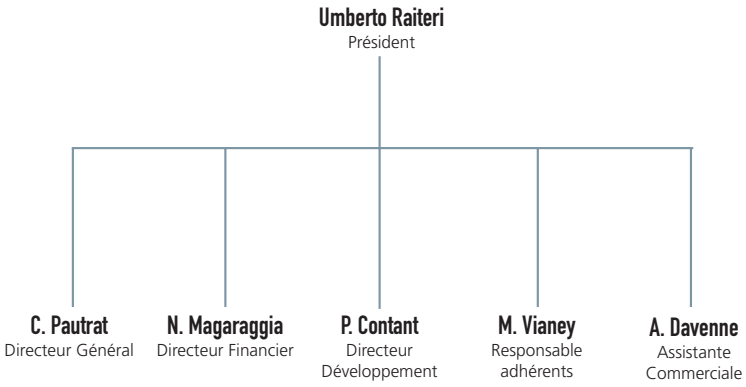 Umberto Raiteri
Président
C. Pautrat
Directeur Général
N. Magaraggia
Directeur Financier
P. Contant
Directeur
Développement
M. Vianey
Responsable
adhérents
A. Davenne
Assistante
Commerciale